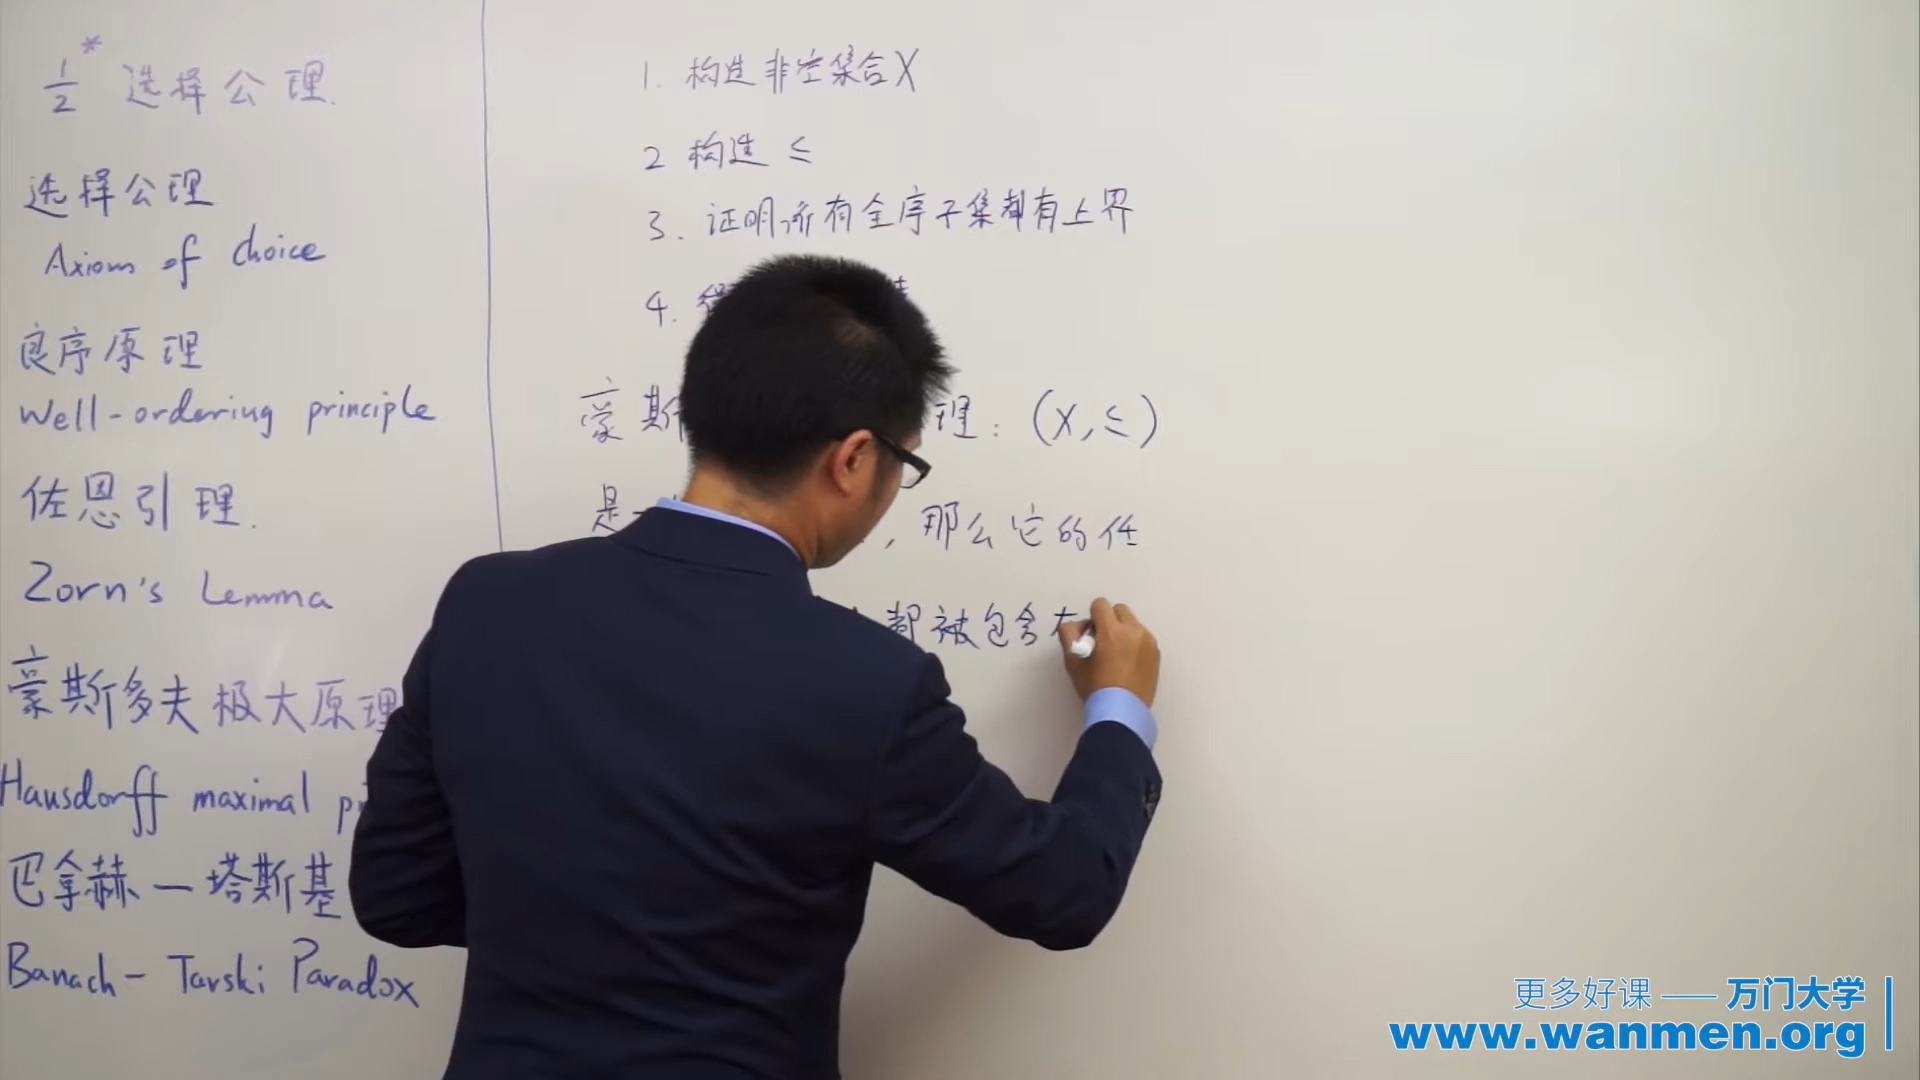 1/2* 选择公理.
选择公理
Axiom of choice
良序原理
Well-ordering principle
佐恩引理.
Zorn's Lemma
豪斯多夫极大原理
Hausdorff maximal
巴拿赫—塔斯基
Banach-Tarski Paradox
1. 构造非空集合X
2 构造 ≤
3. 证明所有全序子集都有上界
4.
豪斯 理: (X, ≤)
是一 , 那么它的任
都被包含
更多好课 —— 万门大学
www.wanmen.org